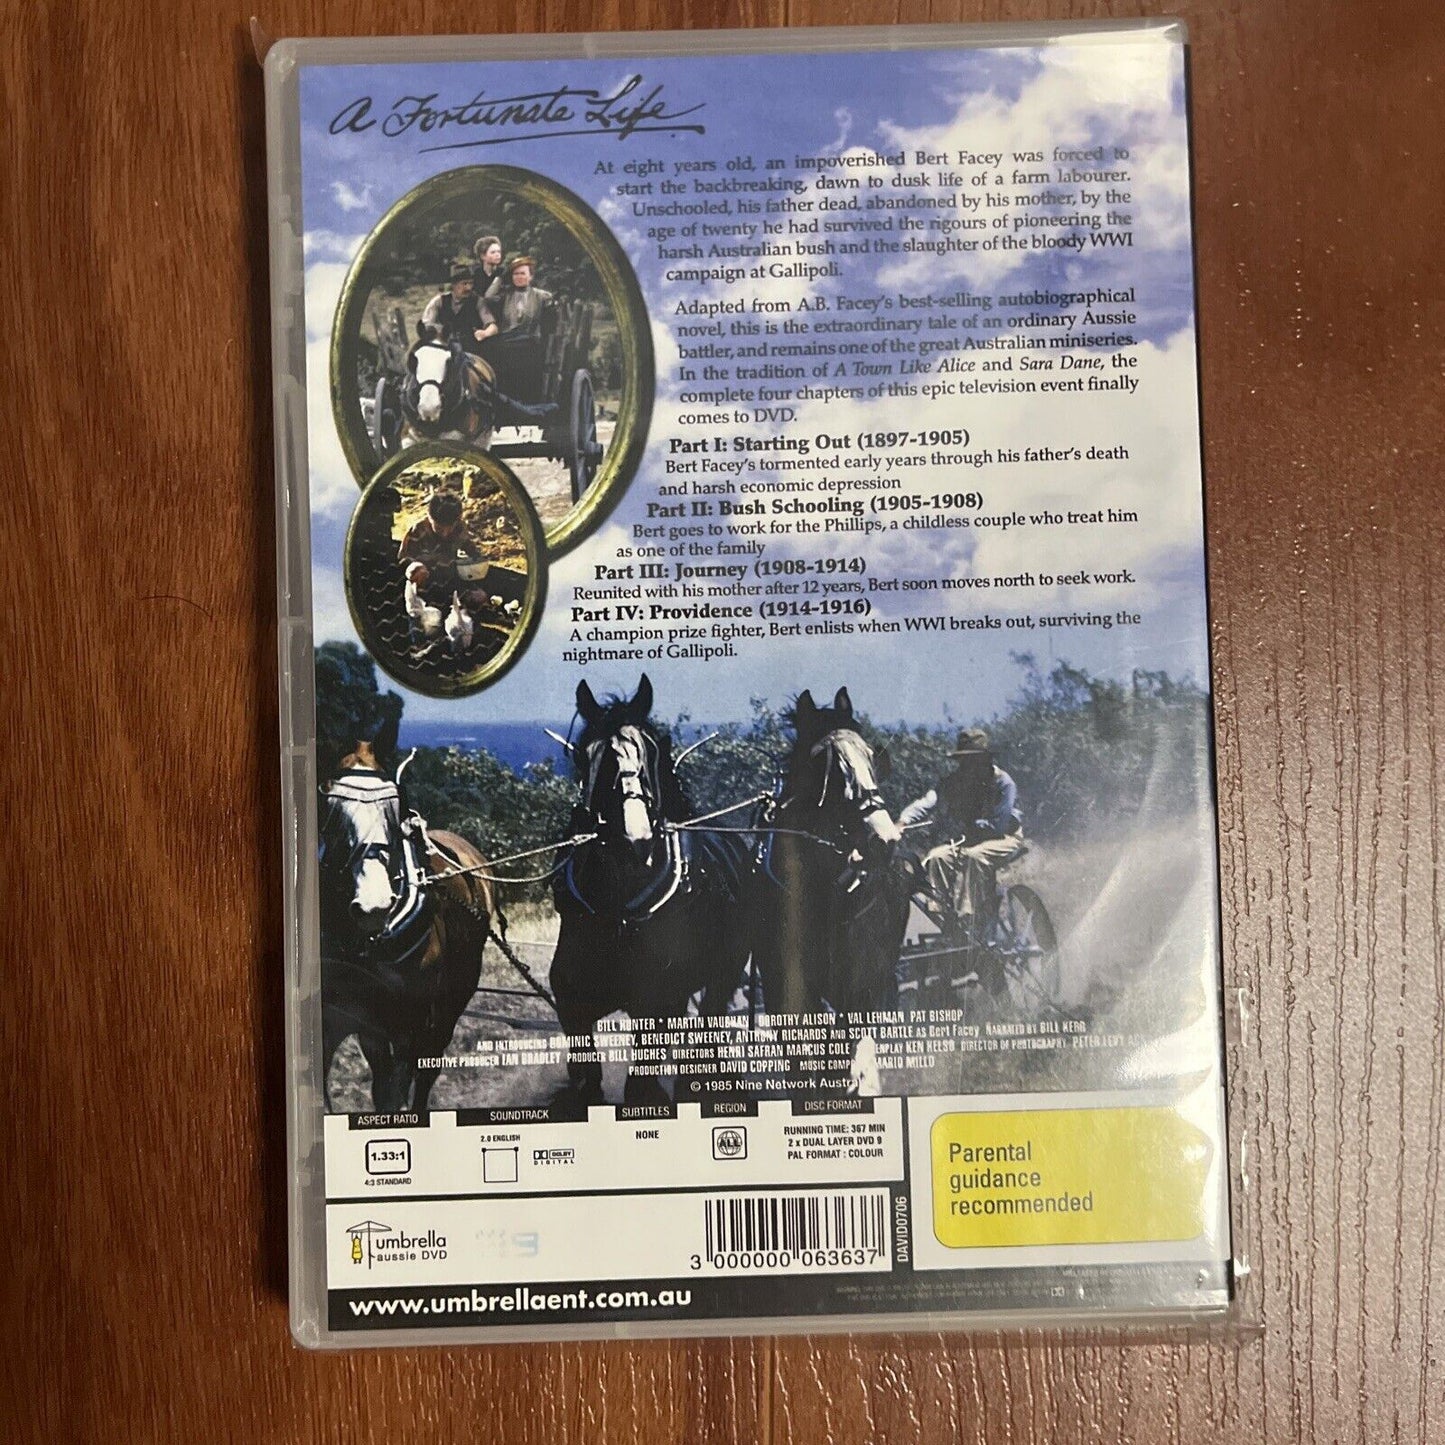 A Fortunate Life
At eight years old, an impoverished Bert Facey was forced to
start the backbreaking, dawn to dusk life of a farm labourer.
Unschooled, his father dead, abandoned by his mother, by the
age of twenty he had survived the rigours of pioneering the
harsh Australian bush and the slaughter of the bloody WWI
campaign at Gallipoli.
Adapted from A.B. Facey's best-selling autobiographical
novel, this is the extraordinary tale of an ordinary Aussie
battler, and remains one of the great Australian miniseries.
In the tradition of A Town Like Alice and Sara Dane, the
complete four chapters of this epic television event finally
comes to DVD.
Part I: Starting Out (1897-1905)
Bert Facey's tormented early years through his father's death
and harsh economic depression
Part II: Bush Schooling (1905-1908)
Bert goes to work for the Phillips, a childless couple who treat him
as one of the family
Part III: Journey (1908-1914)
Reunited with his mother after 12 years, Bert soon moves north to seek work.
Part IV: Providence (1914-1916)
A champion prize fighter, Bert enlists when WWI breaks out, surviving the
nightmare of Gallipoli.
BILL HUNTER * MARTIN VAUGHAN DOROTHY ALISON * VAL LEHMAN PAT BISHOP
AND INTRODUCING DOMINIC SWEENEY, BENEDICT SWEENEY, ANTHONY RICHARDS AND SCOTT BARTLE AS Bert Facey NARRATED BY BILL KERR
EXECUTIVE PRODUCER IAN BRADLEY PRODUCER BILL HUGHES DIRECTORS HENRI SAFRAN MARCUS COLE KEN KELSO DIRECTOR OF PHOTOGRAPHY PETER LEVY
PRODUCTION DESIGNER DAVID COPPING MUSIC MARIO MILLO
© 1985 Nine Network
ASPECT RATIO SOUNDTRACK SUBTITLES REGION DISC FORMAT
1.33:1
4:3 STANDARD
2.0 ENGLISH
DOLBY
DIGITAL
NONE
ALL
RUNNING TIME: 367 MIN
2 x DUAL LAYER DVD 9
PAL FORMAT : COLOUR
Parental
guidance
recommended
umbrella
aussie DVD
3 000000 063637
DAVID0706
www.umbrellaent.com.au